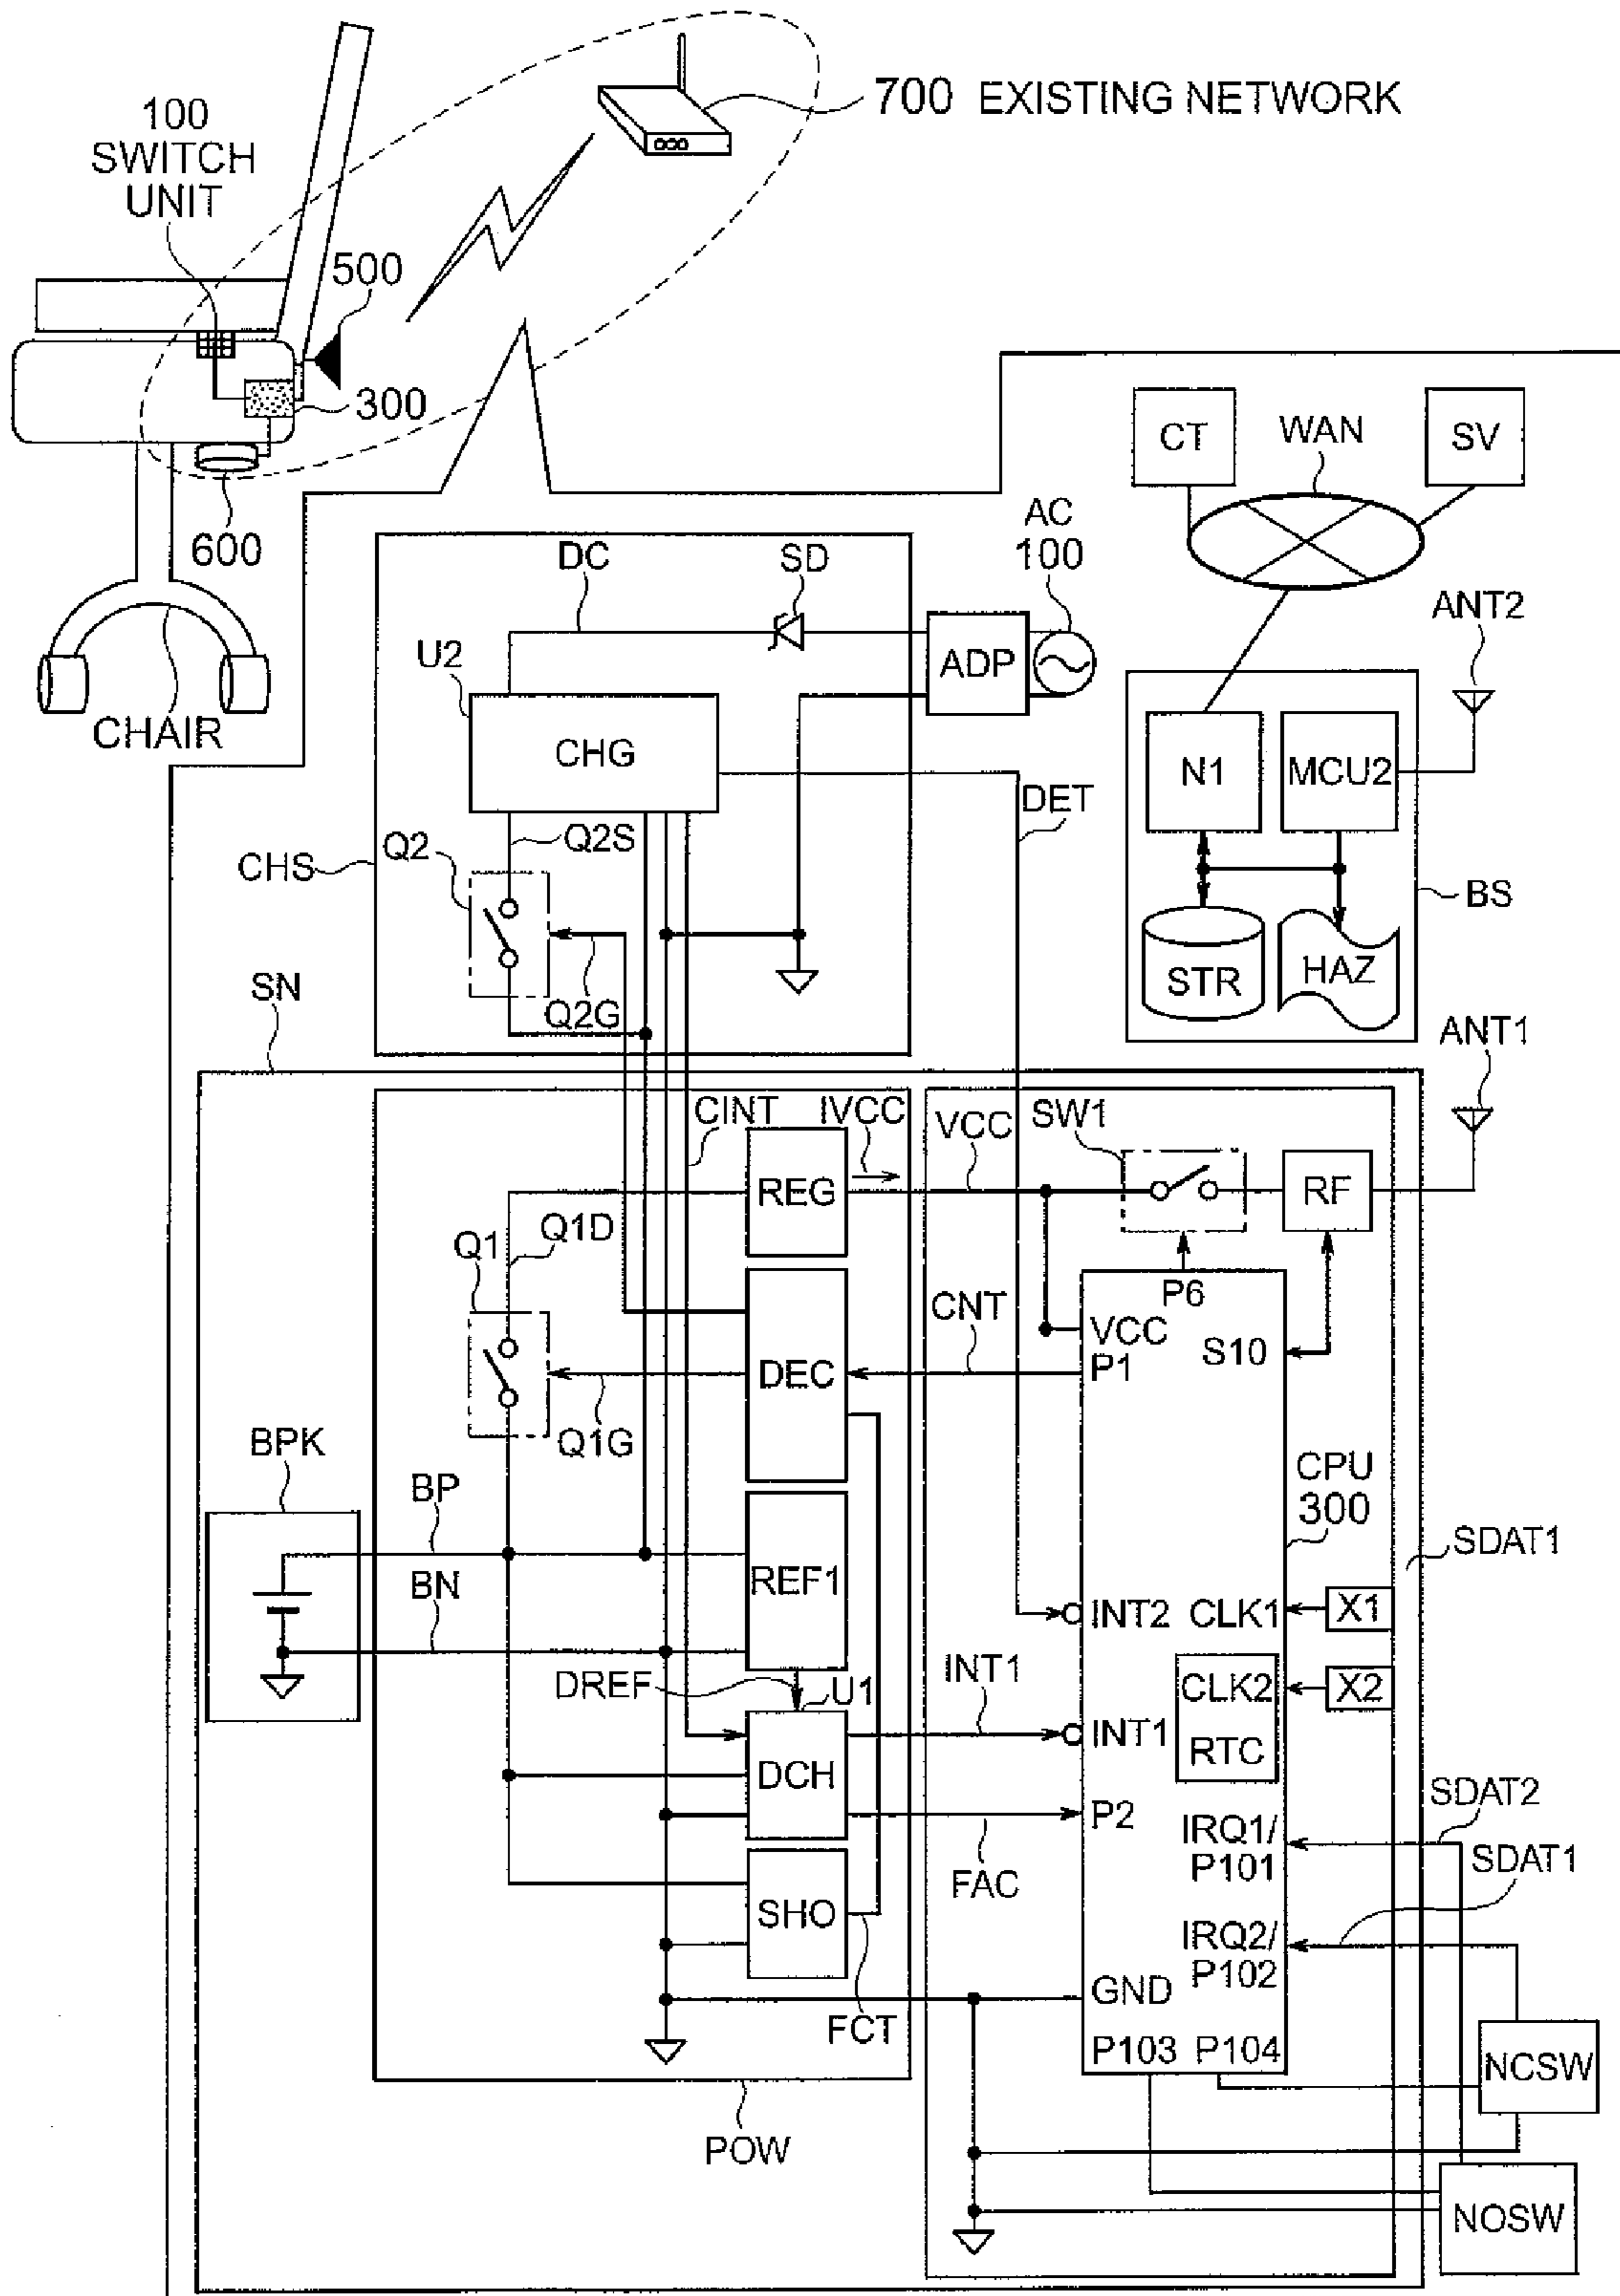 700 EXISTING NETWORK
100
SWITCH
UNIT
500
300
600
CHAIR
CT
WAN
SV
AC
100
DC
SD
ADP
ANT2
U2
CHG
N1
MCU2
DET
Q2S
Q2
CHS
BS
STR
HAZ
Q2G
SN
ANT1
CINT
IVCC
VCC
SW1
REG
RF
Q1D
Q1
P6
CNT
VCC
P1
S10
DEC
Q1G
BPK
BP
CPU
300
SDAT1
BN
REF1
INT2
CLK1
X1
DREF
U1
INT1
CLK2
X2
INT1
RTC
DCH
SDAT2
P2
IRQ1/
P101
SDAT1
FAC
SHO
IRQ2/
P102
GND
FCT
P103
P104
NCSW
POW
NOSW